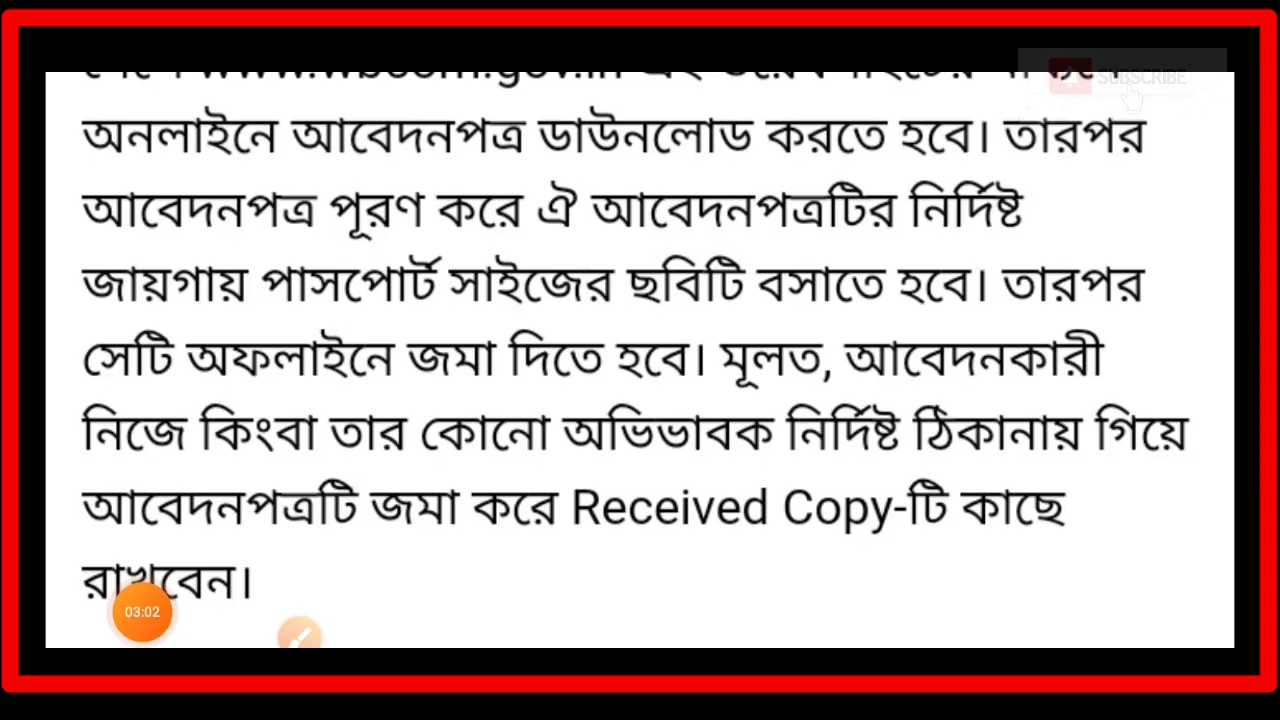 SUBSCRIBE
অনলাইনে আবেদনপত্র ডাউনলোড করতে হবে। তারপর
আবেদনপত্র পূরণ করে ঐ আবেদনপত্রটির নির্দিষ্ট
জায়গায় পাসপোর্ট সাইজের ছবিটি বসাতে হবে। তারপর
সেটি অফলাইনে জমা দিতে হবে। মূলত, আবেদনকারী
নিজে কিংবা তার কোনো অভিভাবক নির্দিষ্ট ঠিকানায় গিয়ে
আবেদনপত্রটি জমা করে Received Copy-টি কাছে
রাখবেন।
03:02